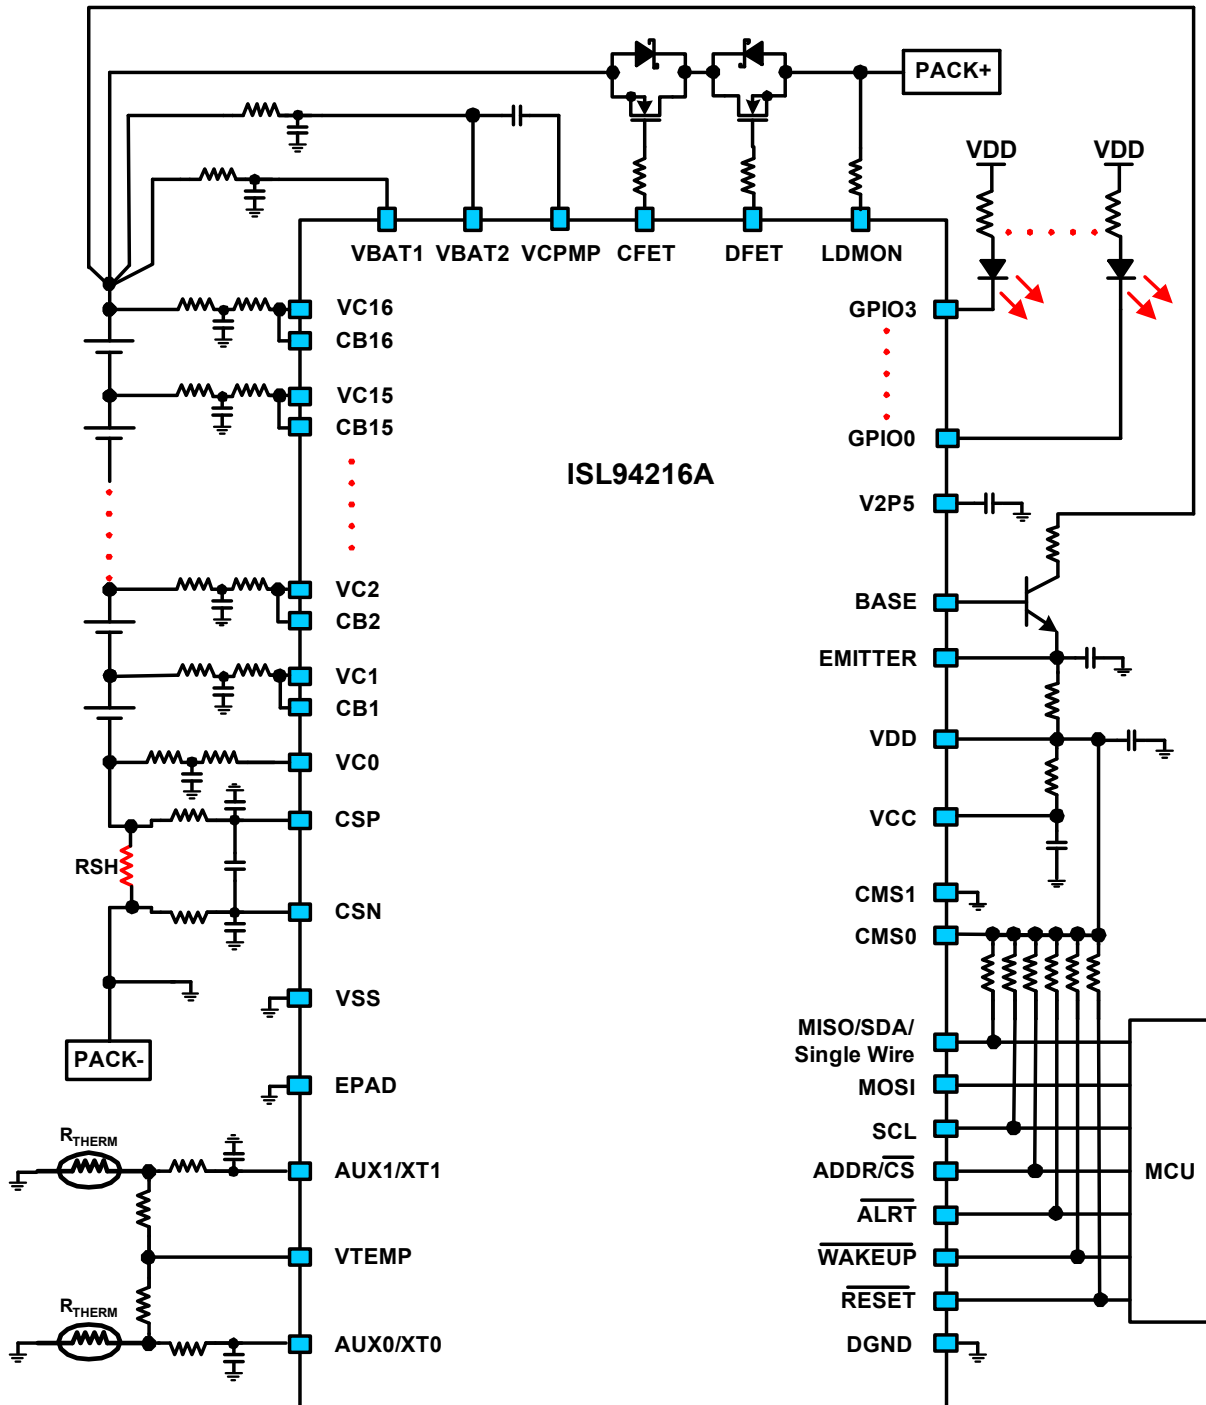 PACK+
VDD VDD
VBAT1 VBAT2 VCPMP CFET DFET LDMON
VC16 GPIO3
CB16
VC15
CB15 GPIO0
ISL94216A
V2P5
VC2 BASE
CB2
EMITTER
VC1
CB1
VDD
VC0
CSP VCC
RSH
CMS1
CSN
CMS0
VSS
MISO/SDA/
Single Wire
PACK-
EPAD MOSI
SCL
RTHERM
AUX1/XT1 ADDR/CS MCU
ALRT
VTEMP WAKEUP
RESET
RTHERM
AUX0/XT0 DGND